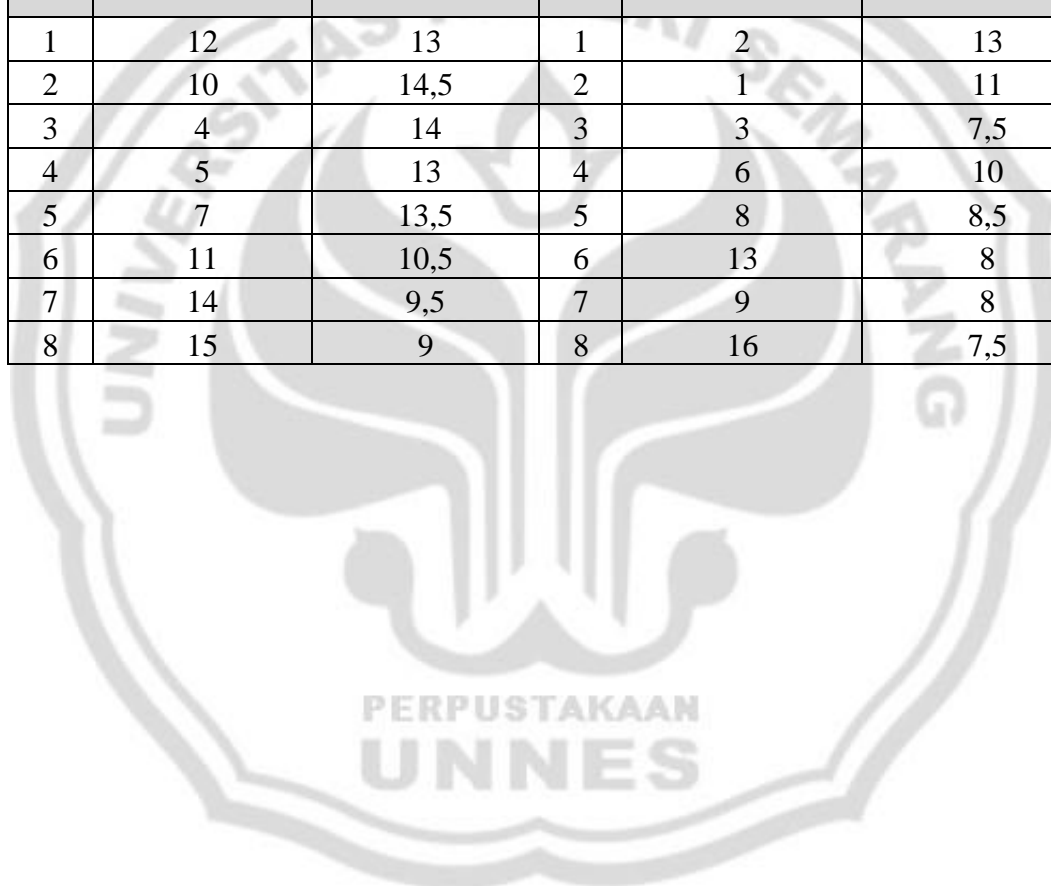 1 12 13 1 2 13
2 10 14,5 2 1 11
3 4 14 3 3 7,5
4 5 13 4 6 10
5 7 13,5 5 8 8,5
6 11 10,5 6 13 8
7 14 9,5 7 9 8
8 15 9 8 16 7,5
UNIVERSITAS NEGERI SEMARANG
PERPUSTAKAAN
UNNES